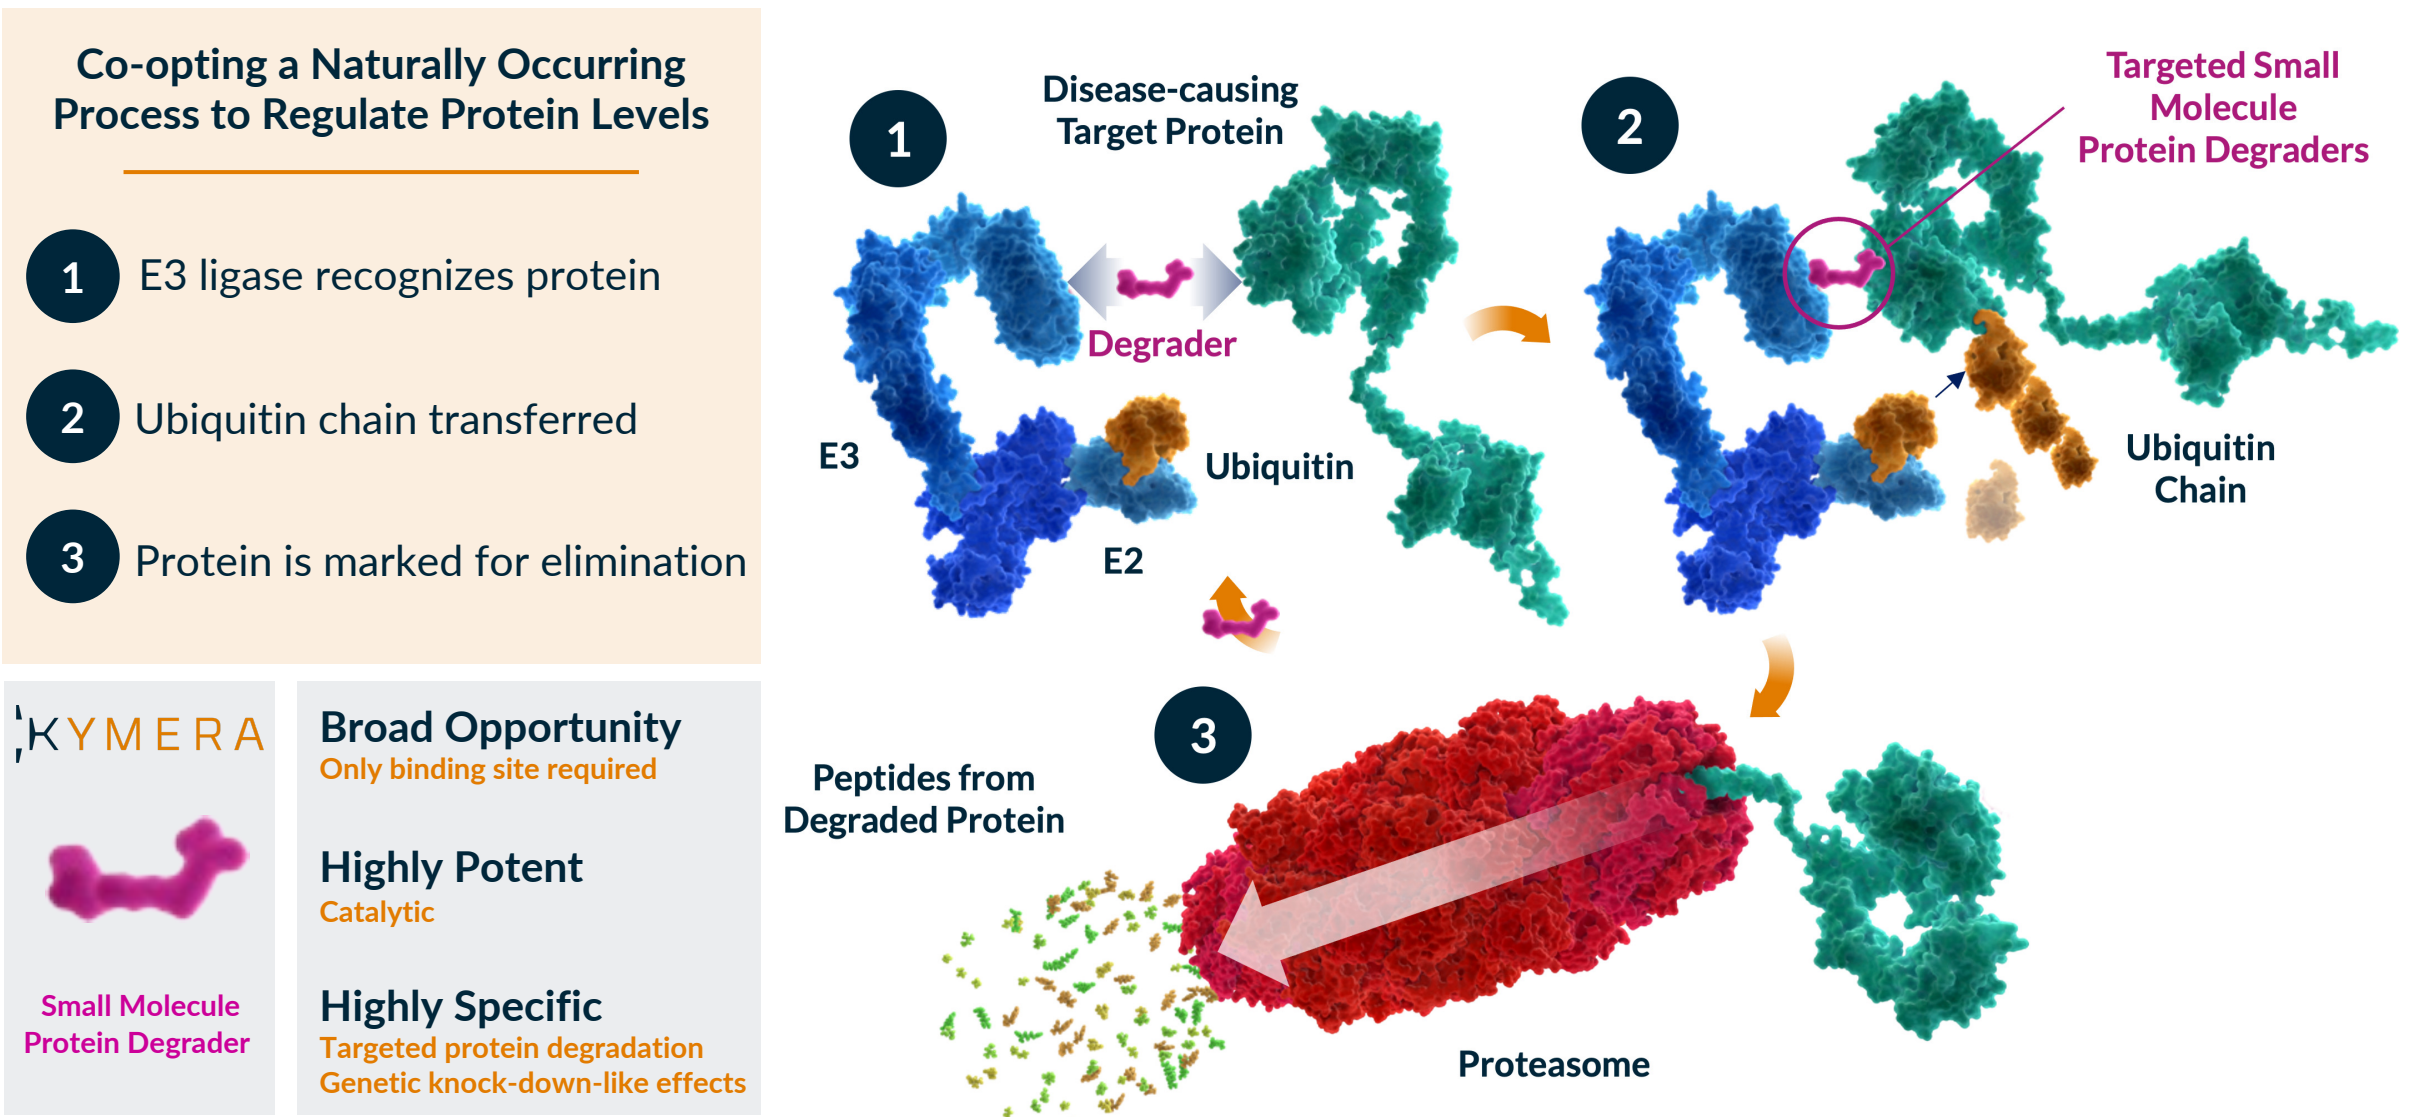 Co-opting a Naturally Occurring
Process to Regulate Protein Levels
1 E3 ligase recognizes protein
2 Ubiquitin chain transferred
3 Protein is marked for elimination
KYMERA
Small Molecule
Protein Degrader
Broad Opportunity
Only binding site required
Highly Potent
Catalytic
Highly Specific
Targeted protein degradation
Genetic knock-down-like effects
1
Disease-causing
Target Protein
Degrader
E3
Ubiquitin
E2
2
Targeted Small
Molecule
Protein Degraders
Ubiquitin
Chain
3
Peptides from
Degraded Protein
Proteasome